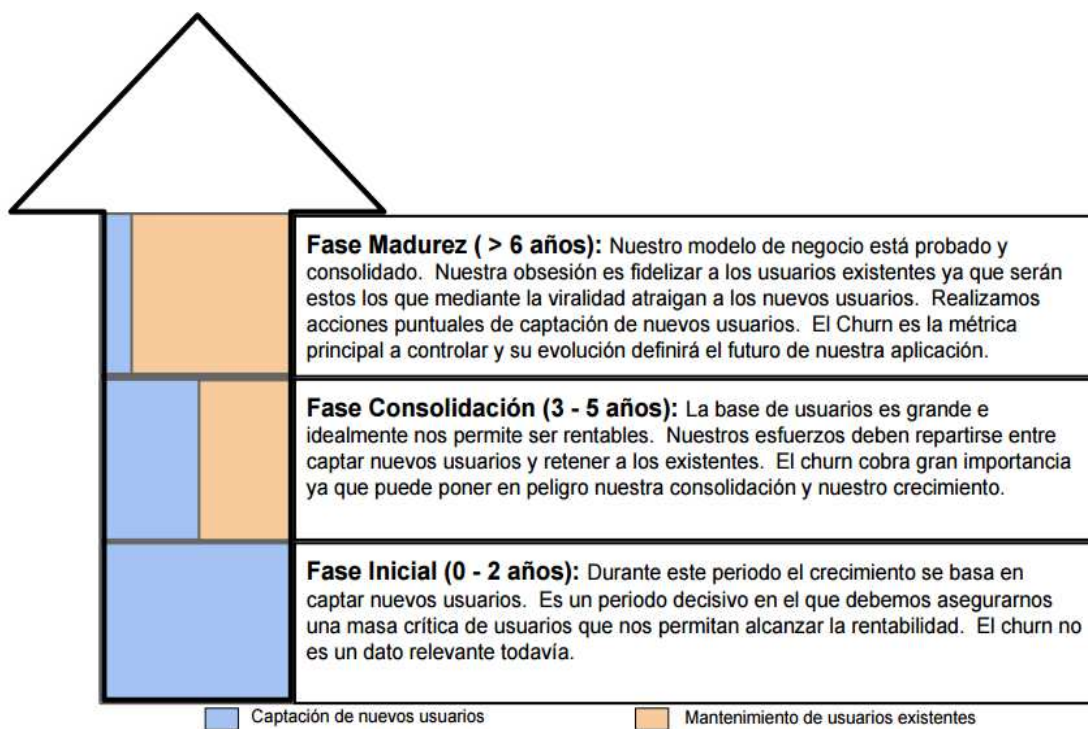 Fase Madurez ( > 6 años): Nuestro modelo de negocio está probado y
consolidado. Nuestra obsesión es fidelizar a los usuarios existentes ya que serán
estos los que mediante la viralidad atraigan a los nuevos usuarios. Realizamos
acciones puntuales de captación de nuevos usuarios. El Churn es la métrica
principal a controlar y su evolución definirá el futuro de nuestra aplicación.
Fase Consolidación (3 - 5 años): La base de usuarios es grande e
idealmente nos permite ser rentables. Nuestros esfuerzos deben repartirse entre
captar nuevos usuarios y retener a los existentes. El churn cobra gran importancia
ya que puede poner en peligro nuestra consolidación y nuestro crecimiento.
Fase Inicial (0 - 2 años): Durante este periodo el crecimiento se basa en
captar nuevos usuarios. Es un periodo decisivo en el que debemos asegurarnos
una masa crítica de usuarios que nos permitan alcanzar la rentabilidad. El churn no
es un dato relevante todavía.
Captación de nuevos usuarios
Mantenimiento de usuarios existentes